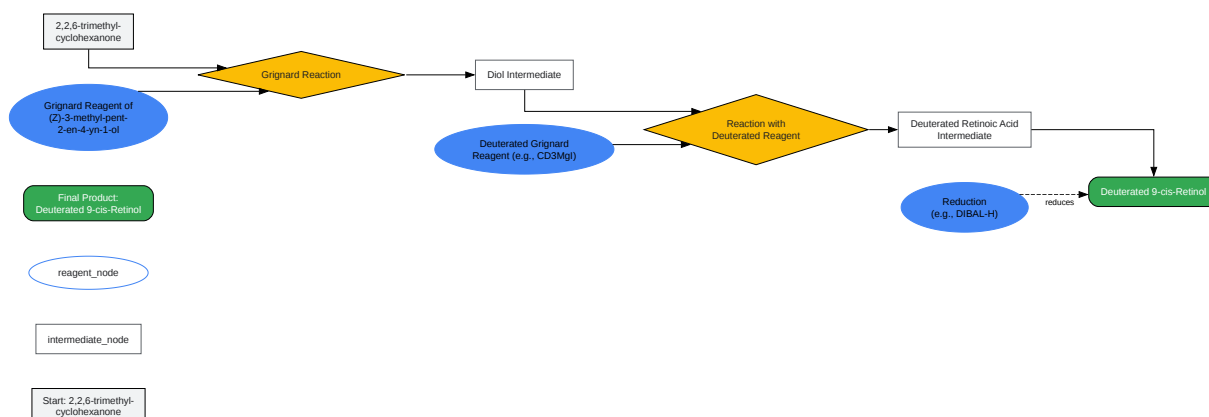 2,2,6-trimethyl-
cyclohexanone
Grignard Reaction
Diol Intermediate
Grignard Reagent of
(Z)-3-methyl-pent-
2-en-4-yn-1-ol
Reaction with
Deuterated Reagent
Deuterated Retinoic Acid
Intermediate
Deuterated Grignard
Reagent (e.g., CD3MgI)
Final Product:
Deuterated 9-cis-Retinol
Reduction
(e.g., DIBAL-H)
reduces
Deuterated 9-cis-Retinol
reagent_node
intermediate_node
Start: 2,2,6-trimethyl-
cyclohexanone